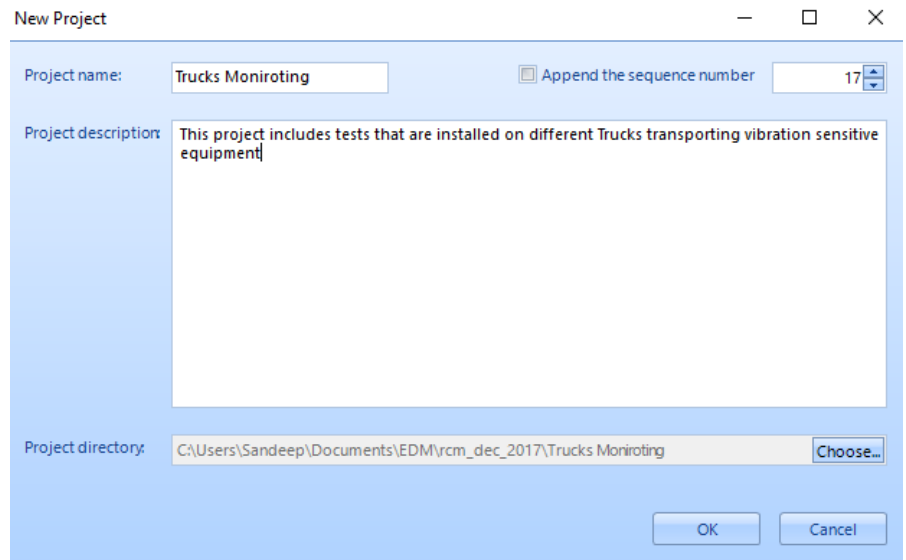 New Project
Project name:
Trucks Moniroting
Append the sequence number
17
Project description:
This project includes tests that are installed on different Trucks transporting vibration sensitive
equipment
Project directory:
C:\Users\Sandeep\Documents\EDM\rcm_dec_2017\Trucks Moniroting
Choose...
OK
Cancel